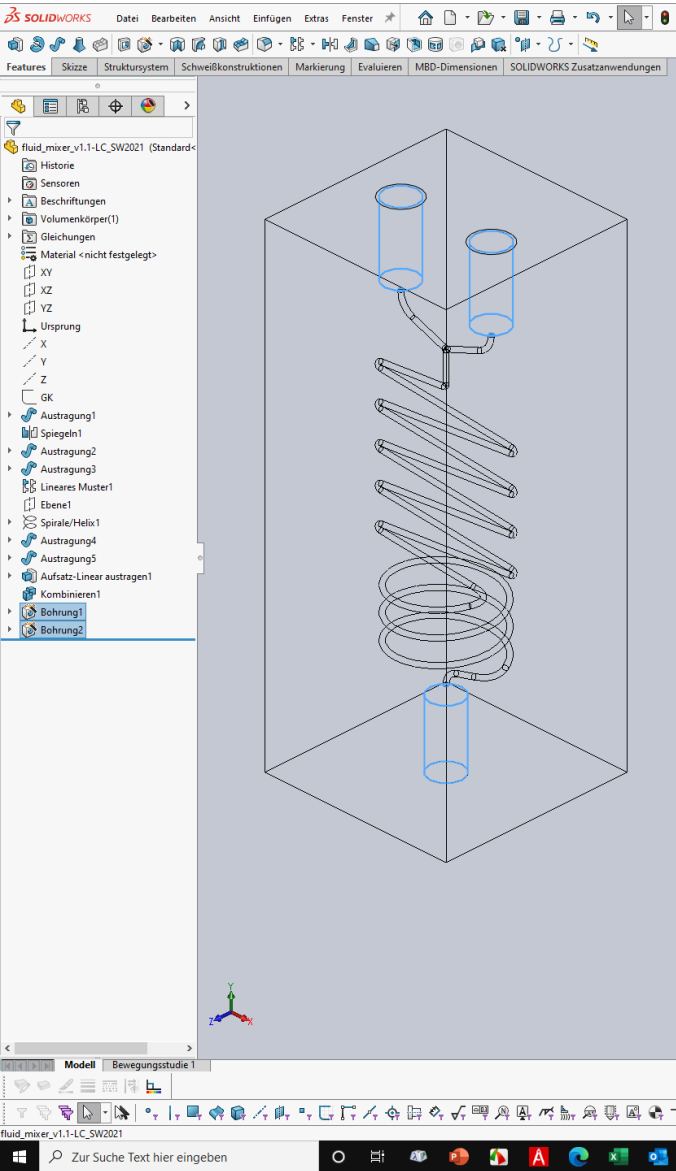 SOLIDWORKS Datei Bearbeiten Ansicht Einfügen Extras Fenster
Features Skizze Struktursystem Schweißkonstruktionen Markierung Evaluieren MBD-Dimensionen SOLIDWORKS Zusatzanwendungen
fluid_mixer_v1.1-LC_SW2021 (Standard<
Historie
Sensoren
Beschriftungen
Volumenkörper(1)
Gleichungen
Material <nicht festgelegt>
XY
XZ
YZ
Ursprung
X
Y
Z
GK
Austragung1
Spiegeln1
Austragung2
Austragung3
Lineares Muster1
Ebene1
Spirale/Helix1
Austragung4
Austragung5
Aufsatz-Linear austragen1
Kombinieren1
Bohrung1
Bohrung2
Y
Z X
Modell Bewegungsstudie 1
fluid_mixer_v1.1-LC_SW2021
Zur Suche Text hier eingeben